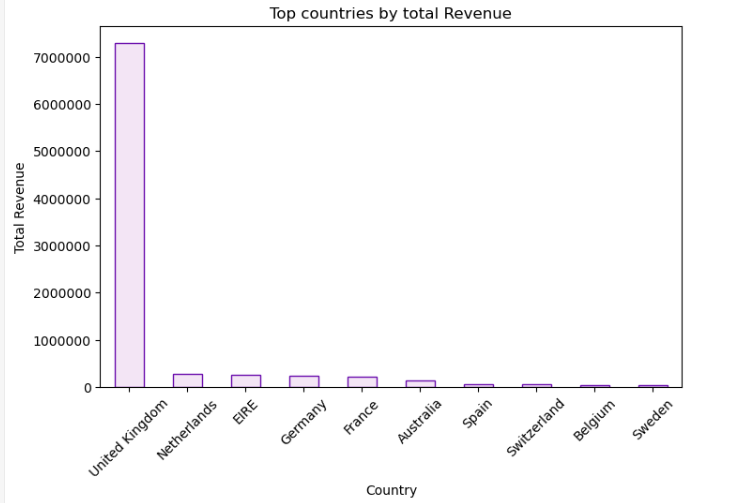 Top countries by total Revenue
7000000
6000000
5000000
4000000
3000000
2000000
1000000
0
Total Revenue
United Kingdom
Netherlands
EIRE
Germany
France
Australia
Spain
Switzerland
Belgium
Sweden
Country